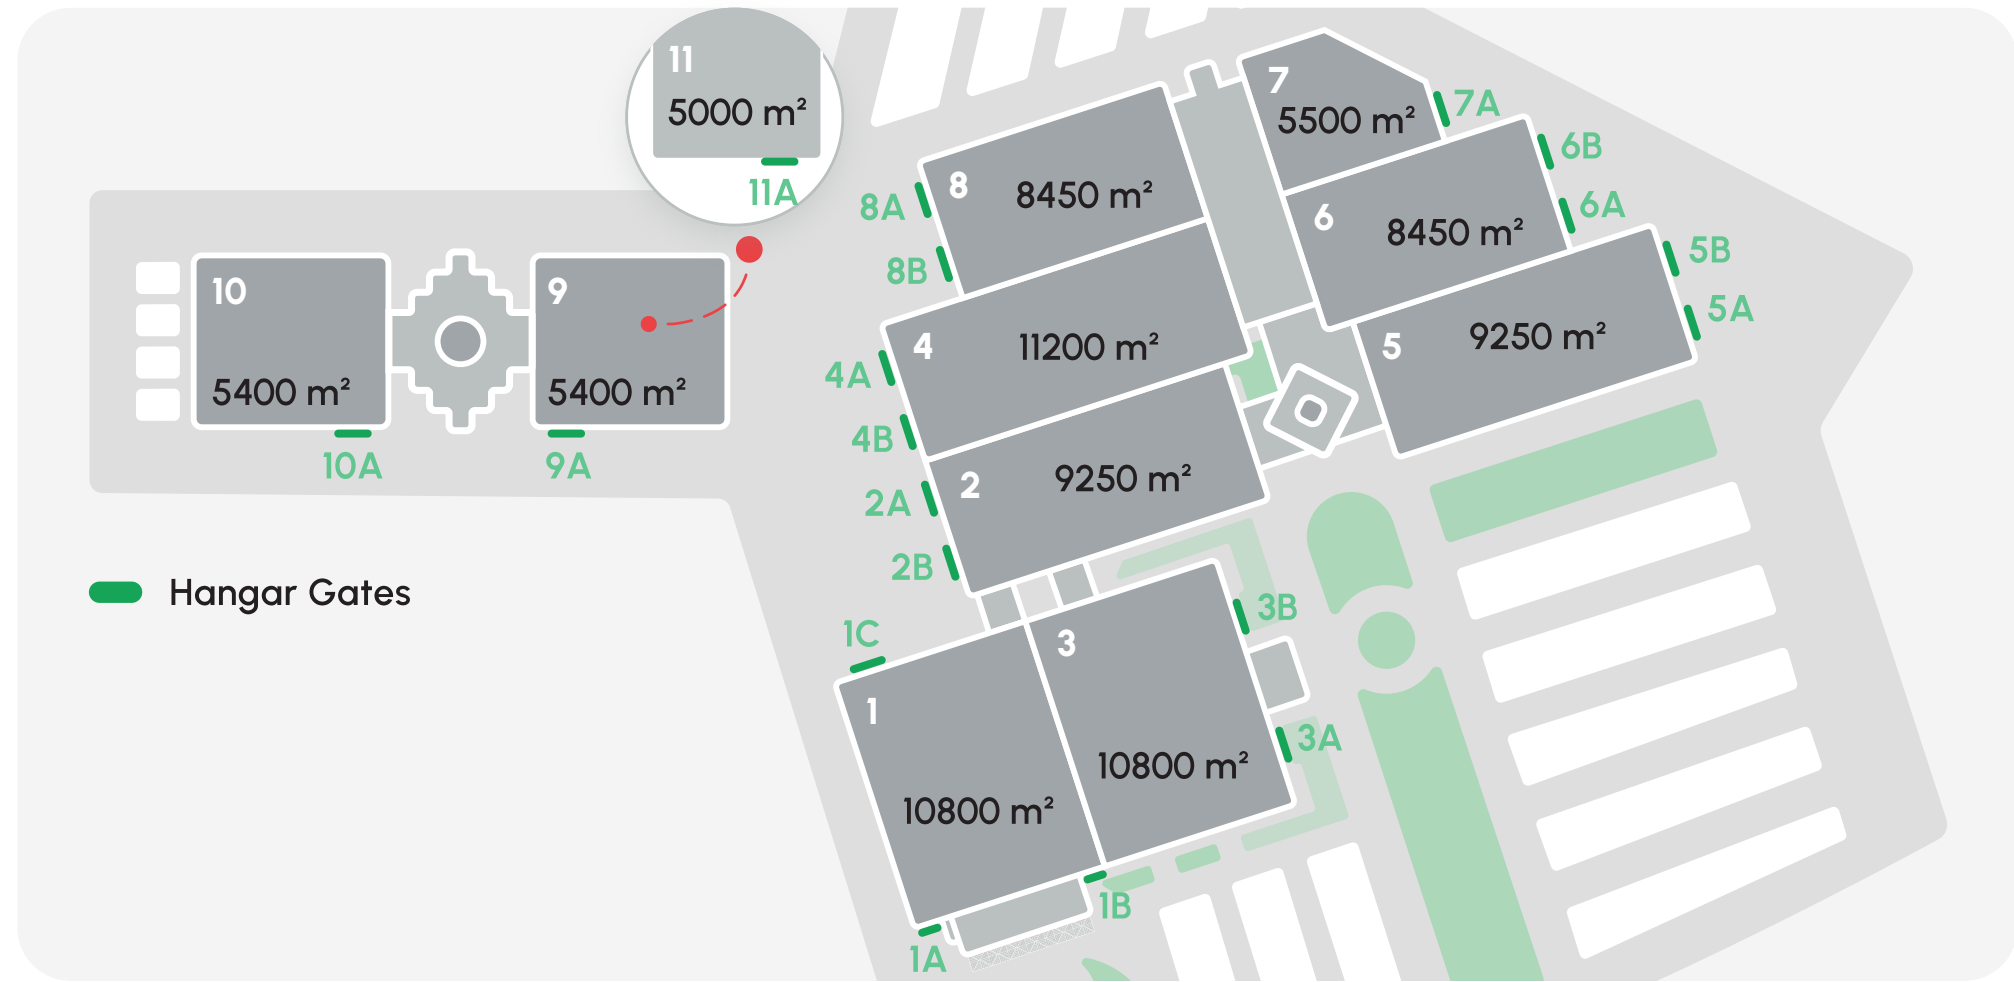 11
5000 m²
11A
7
5500 m²
7A
6B
8
8450 m²
8A
6
8450 m²
6A
8B
5B
10
5400 m²
10A
9
5400 m²
9A
4
11200 m²
4A
5
9250 m²
5A
4B
2
9250 m²
2A
2B
Hangar Gates
1C
3
3B
1
10800 m²
10800 m²
3A
1B
1A